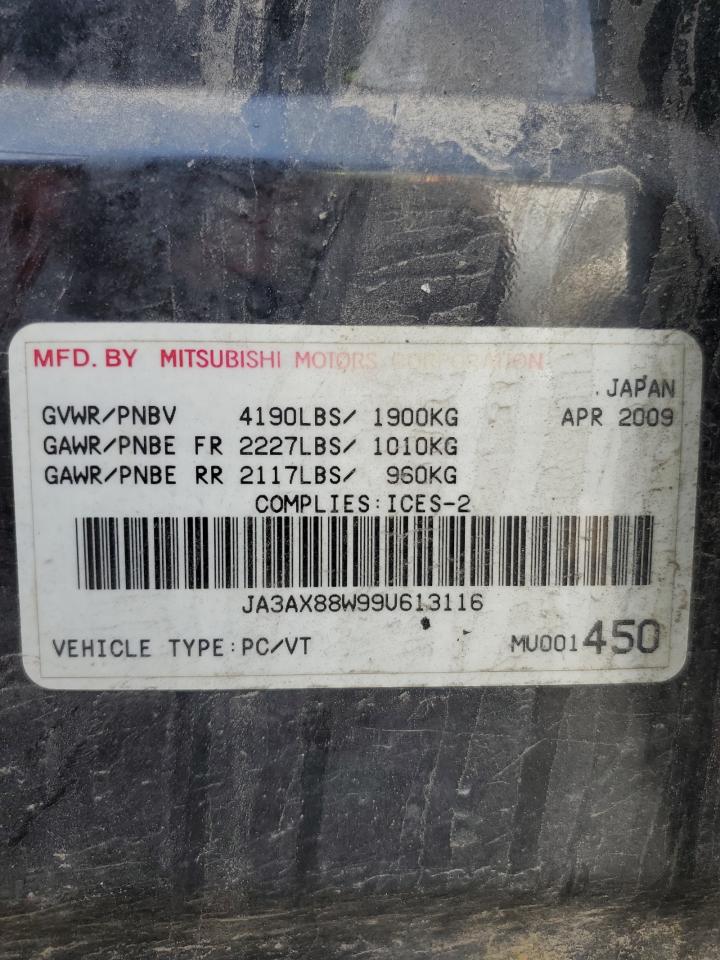 MFD. BY MITSUBISHI MOTORS CORPORATION
JAPAN
GVWR/PNBV 4190LBS/ 1900KG APR 2009
GAWR/PNBE FR 2227LBS/ 1010KG
GAWR/PNBE RR 2117LBS/ 960KG
COMPLIES:ICES-2
JA3AX88W99U613116
VEHICLE TYPE:PC/VT MU001450